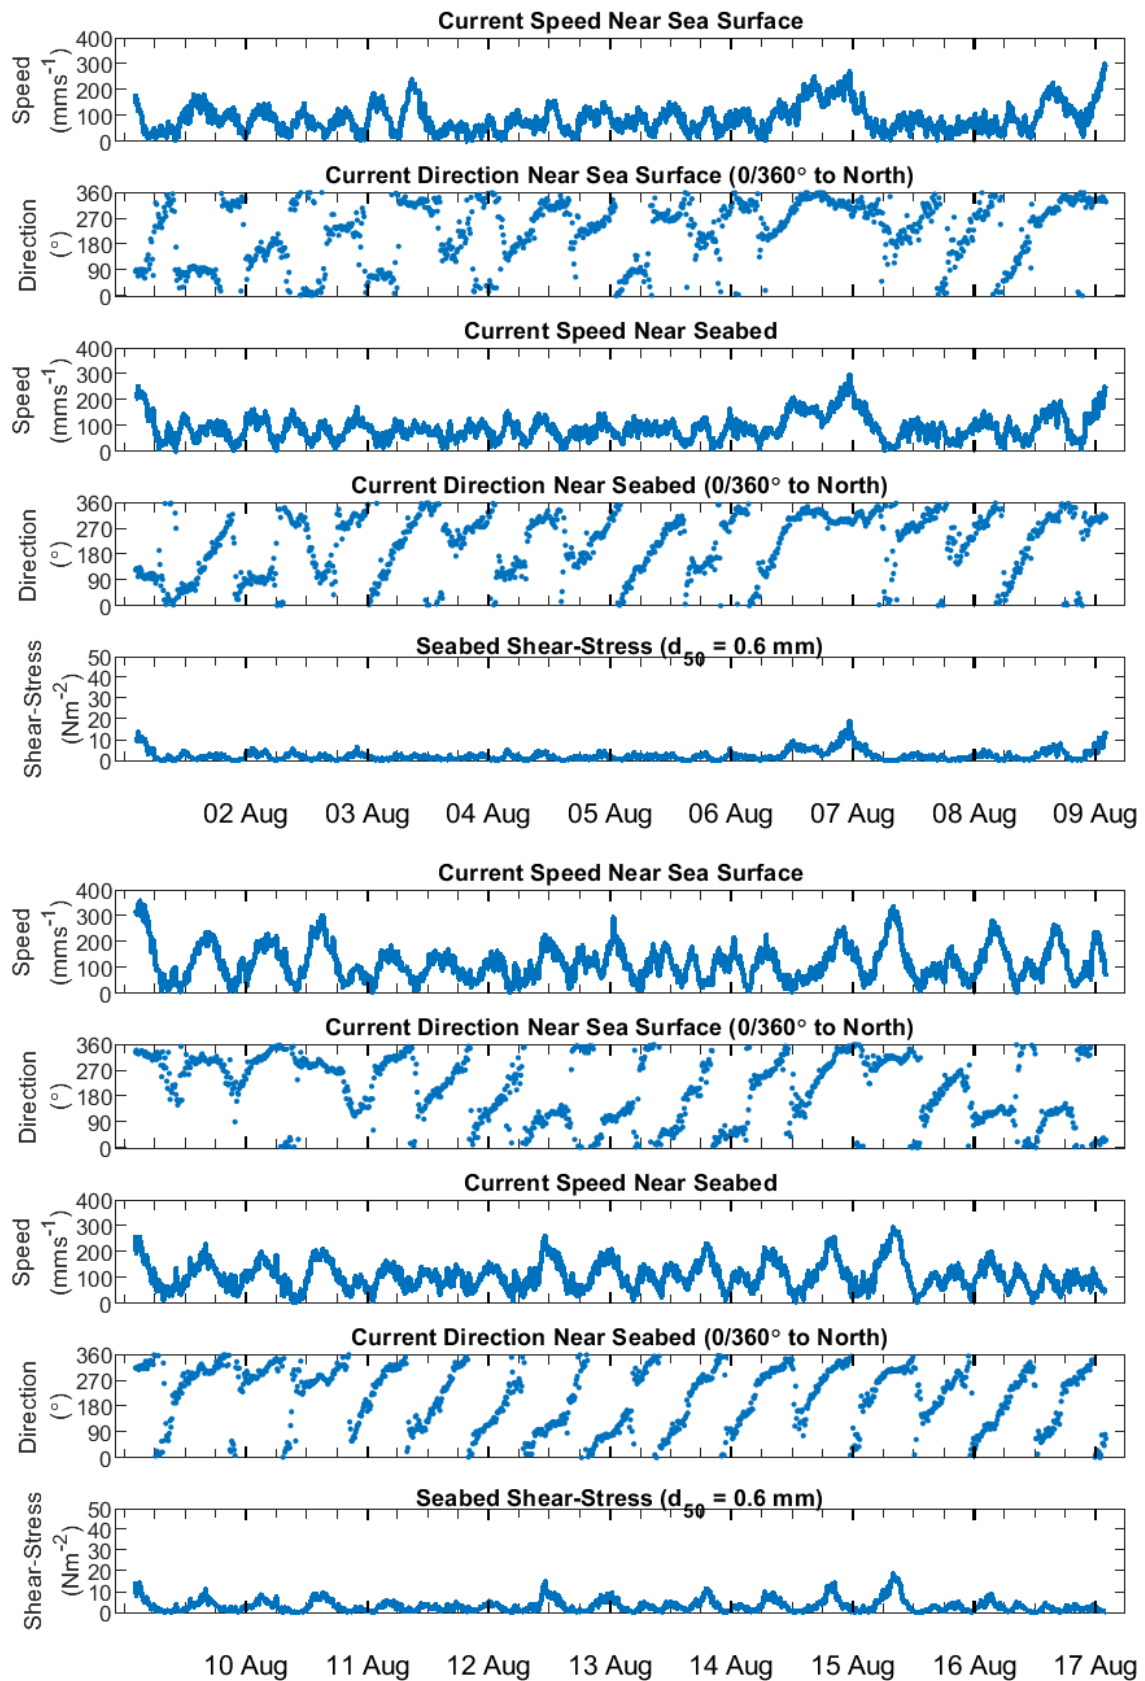 Current Speed Near Sea Surface
Speed
(mms⁻¹)
400
300
200
100
0
Current Direction Near Sea Surface (0/360° to North)
Direction
(°)
360
270
180
90
0
Current Speed Near Seabed
Speed
(mms⁻¹)
400
300
200
100
0
Current Direction Near Seabed (0/360° to North)
Direction
(°)
360
270
180
90
0
Seabed Shear-Stress (d₅₀ = 0.6 mm)
Shear-Stress
(Nm⁻²)
50
40
30
20
10
0
02 Aug 03 Aug 04 Aug 05 Aug 06 Aug 07 Aug 08 Aug 09 Aug
Current Speed Near Sea Surface
Speed
(mms⁻¹)
400
300
200
100
0
Current Direction Near Sea Surface (0/360° to North)
Direction
(°)
360
270
180
90
0
Current Speed Near Seabed
Speed
(mms⁻¹)
400
300
200
100
0
Current Direction Near Seabed (0/360° to North)
Direction
(°)
360
270
180
90
0
Seabed Shear-Stress (d₅₀ = 0.6 mm)
Shear-Stress
(Nm⁻²)
50
40
30
20
10
0
10 Aug 11 Aug 12 Aug 13 Aug 14 Aug 15 Aug 16 Aug 17 Aug